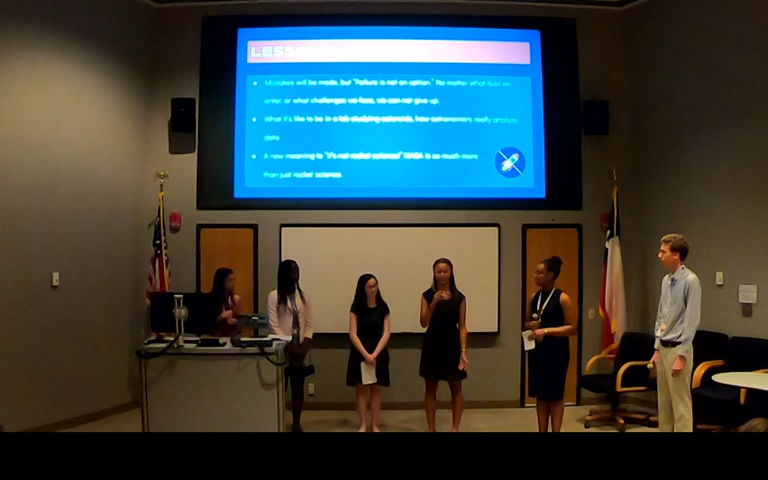 LESS
Mistakes will be made, but "Failure is not an option." No matter what field we
enter, or what challenges we face, we can not give up.
What it's like to be in a lab studying asteroids, how astronomers really analyze
data.
A new meaning to "it's not rocket science!" NASA is so much more
than just rocket science.